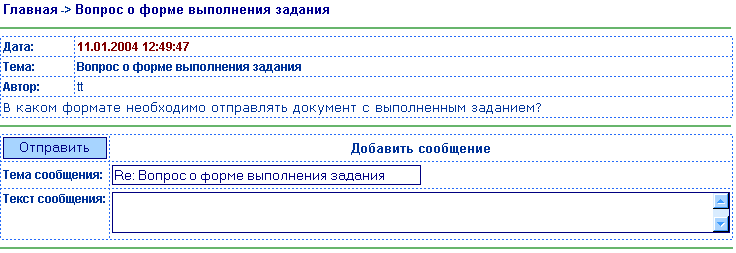 Главная -> Вопрос о форме выполнения задания
Дата: 11.01.2004 12:49:47
Тема: Вопрос о форме выполнения задания
Автор: tt
В каком формате необходимо отправлять документ с выполненным заданием?
Отправить Добавить сообщение
Тема сообщения: Re: Вопрос о форме выполнения задания
Текст сообщения: